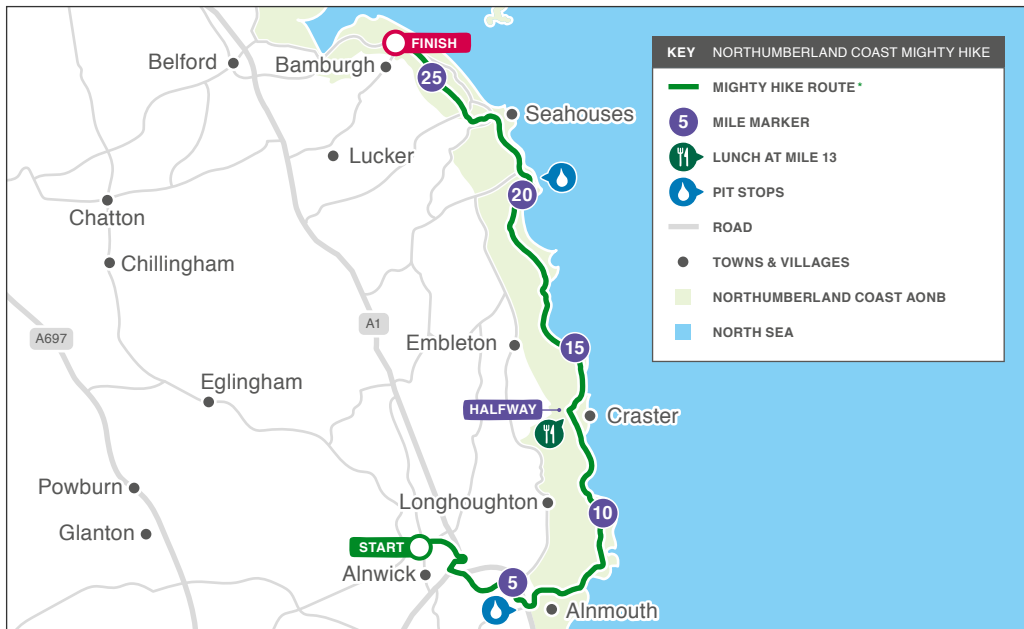 FINISH
Belford
Bamburgh
25
Seahouses
Lucker
20
Chatton
Chillingham
A697
A1
Embleton
15
Eglingham
HALFWAY
Craster
Powburn
Longhoughton
10
Glanton
START
Alnwick
5
Alnmouth
KEY NORTHUMBERLAND COAST MIGHTY HIKE
MIGHTY HIKE ROUTE*
5 MILE MARKER
LUNCH AT MILE 13
PIT STOPS
ROAD
TOWNS & VILLAGES
NORTHUMBERLAND COAST AONB
NORTH SEA